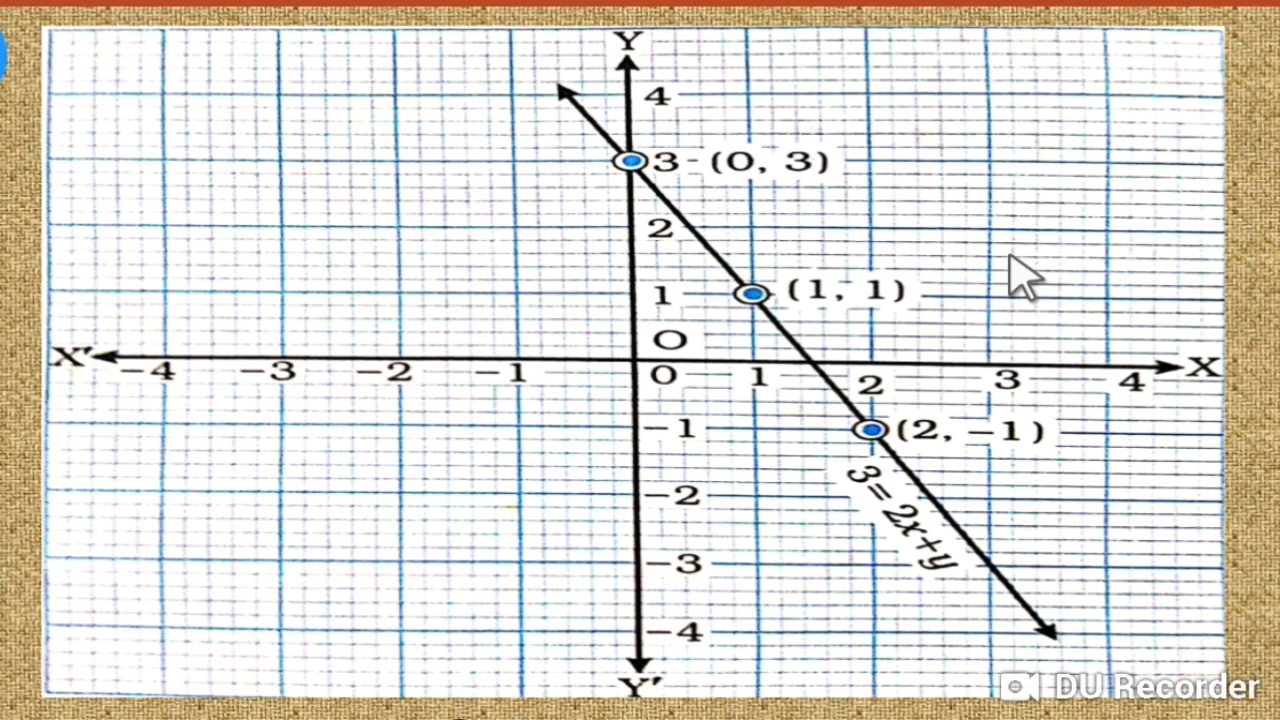 Y
4
3 (0, 3)
2
1 (1, 1)
O
X' -4 -3 -2 -1 0 1 2 3 4 X
-1 (2, -1)
-2
3=2x+y
-3
-4
Y'
DU Recorder